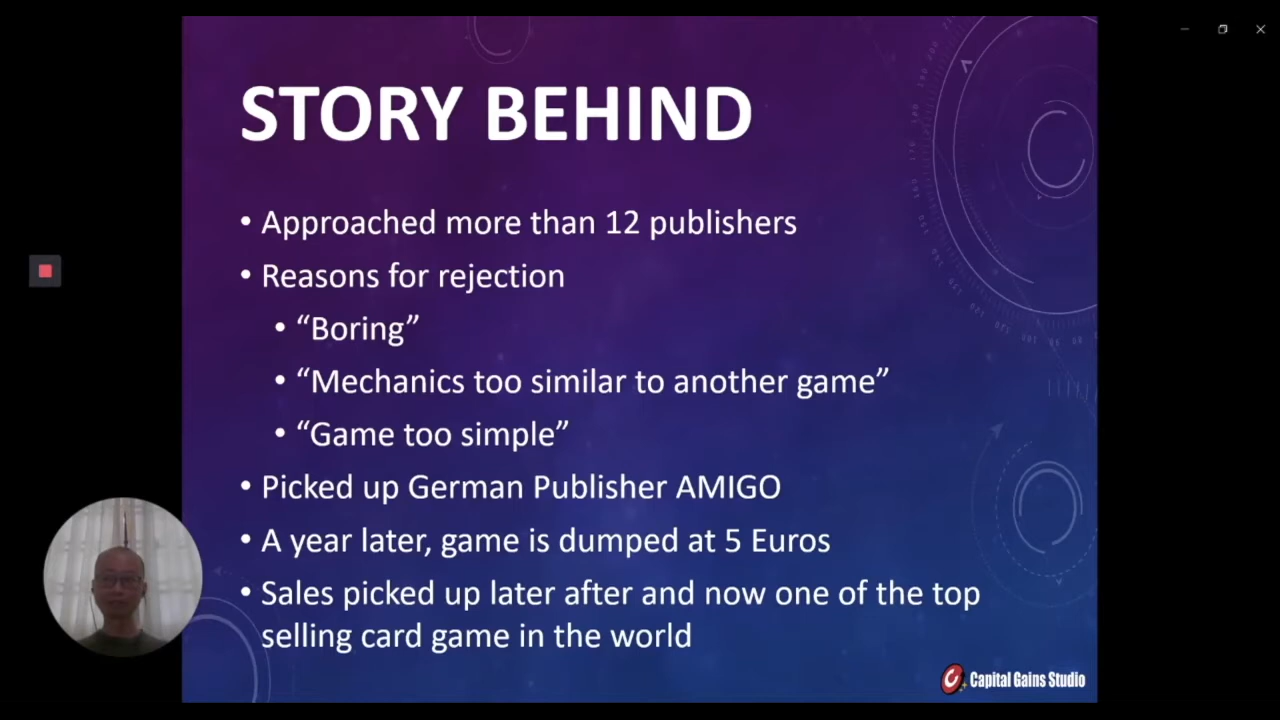 STORY BEHIND
• Approached more than 12 publishers
• Reasons for rejection
• “Boring”
• “Mechanics too similar to another game”
• “Game too simple”
• Picked up German Publisher AMIGO
• A year later, game is dumped at 5 Euros
• Sales picked up later after and now one of the top
selling card game in the world
Capital Gains Studio